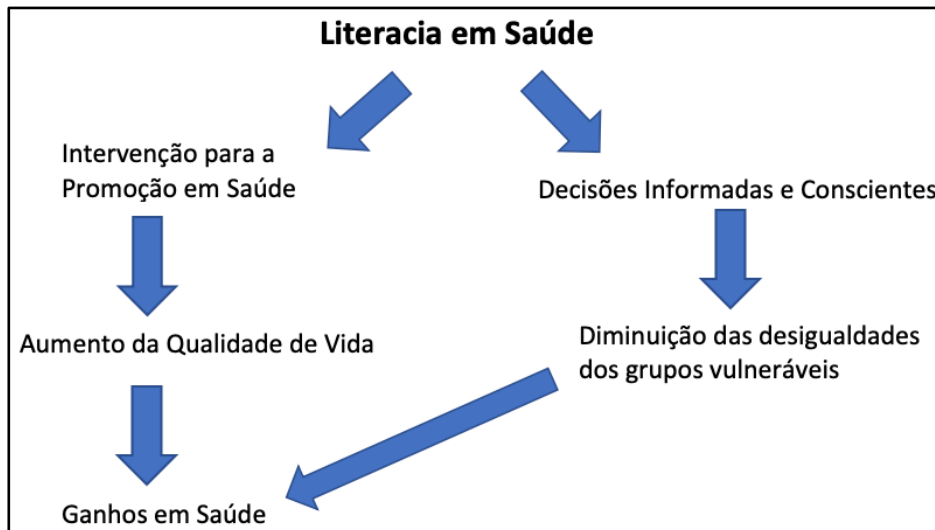 Literacia em Saúde
Intervenção para a
Promoção em Saúde
Decisões Informadas e Conscientes
Aumento da Qualidade de Vida
Diminuição das desigualdades
dos grupos vulneráveis
Ganhos em Saúde